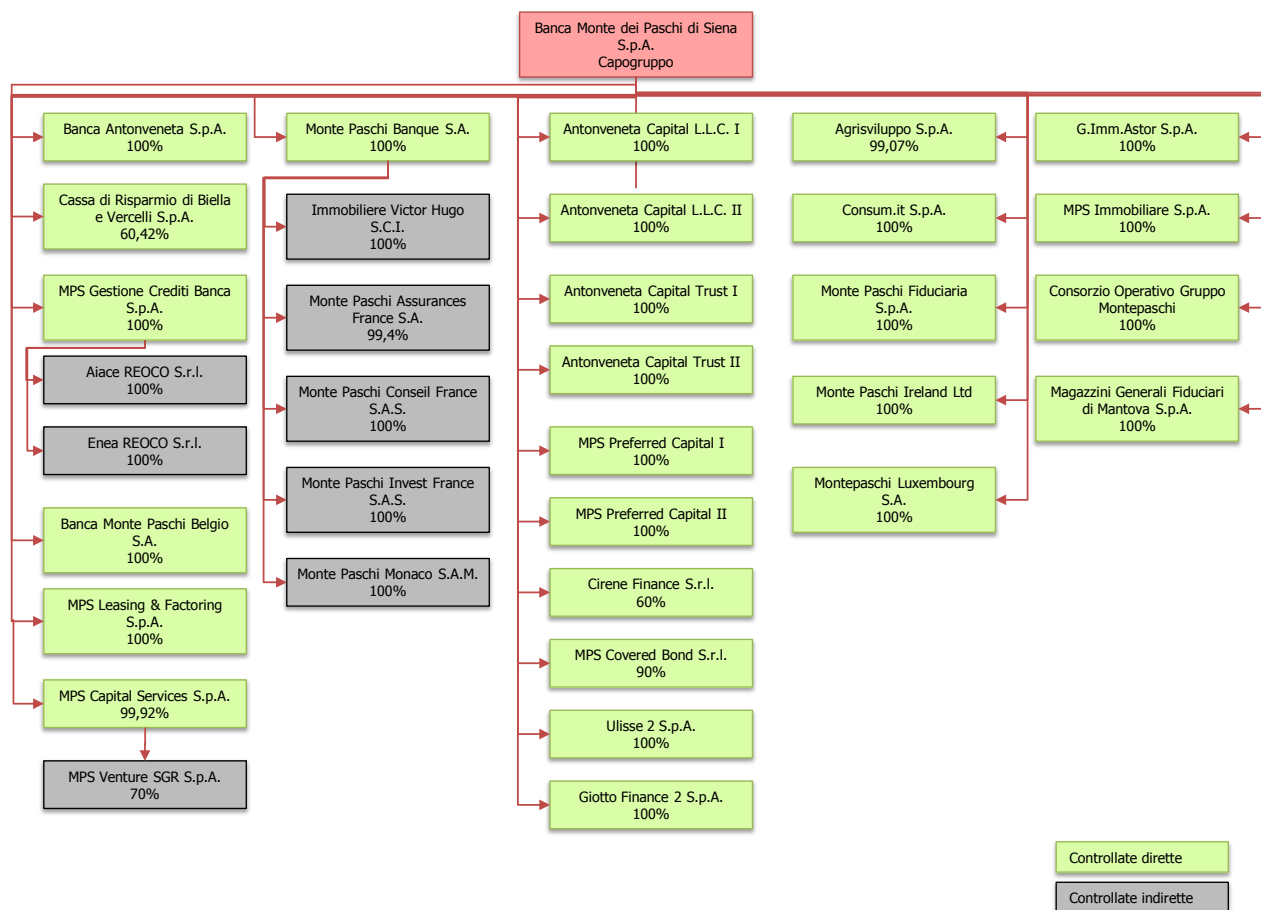 Banca Monte dei Paschi di Siena
S.p.A.
Capogruppo
Banca Antonveneta S.p.A.
100%
Cassa di Risparmio di Biella
e Vercelli S.p.A.
60,42%
MPS Gestione Crediti Banca
S.p.A.
100%
Aiace REOCO S.r.l.
100%
Enea REOCO S.r.l.
100%
Banca Monte Paschi Belgio
S.A.
100%
MPS Leasing & Factoring
S.p.A.
100%
MPS Capital Services S.p.A.
99,92%
MPS Venture SGR S.p.A.
70%
Monte Paschi Banque S.A.
100%
Immobiliere Victor Hugo
S.C.I.
100%
Monte Paschi Assurances
France S.A.
99,4%
Monte Paschi Conseil France
S.A.S.
100%
Monte Paschi Invest France
S.A.S.
100%
Monte Paschi Monaco S.A.M.
100%
Antonveneta Capital L.L.C. I
100%
Antonveneta Capital L.L.C. II
100%
Antonveneta Capital Trust I
100%
Antonveneta Capital Trust II
100%
MPS Preferred Capital I
100%
MPS Preferred Capital II
100%
Cirene Finance S.r.l.
60%
MPS Covered Bond S.r.l.
90%
Ulisse 2 S.p.A.
100%
Giotto Finance 2 S.p.A.
100%
Agrisviluppo S.p.A.
99,07%
Consum.it S.p.A.
100%
Monte Paschi Fiduciaria
S.p.A.
100%
Monte Paschi Ireland Ltd
100%
Montepaschi Luxembourg
S.A.
100%
G.Imm.Astor S.p.A.
100%
MPS Immobiliare S.p.A.
100%
Consorzio Operativo Gruppo
Montepaschi
100%
Magazzini Generali Fiduciari
di Mantova S.p.A.
100%
Controllate dirette
Controllate indirette